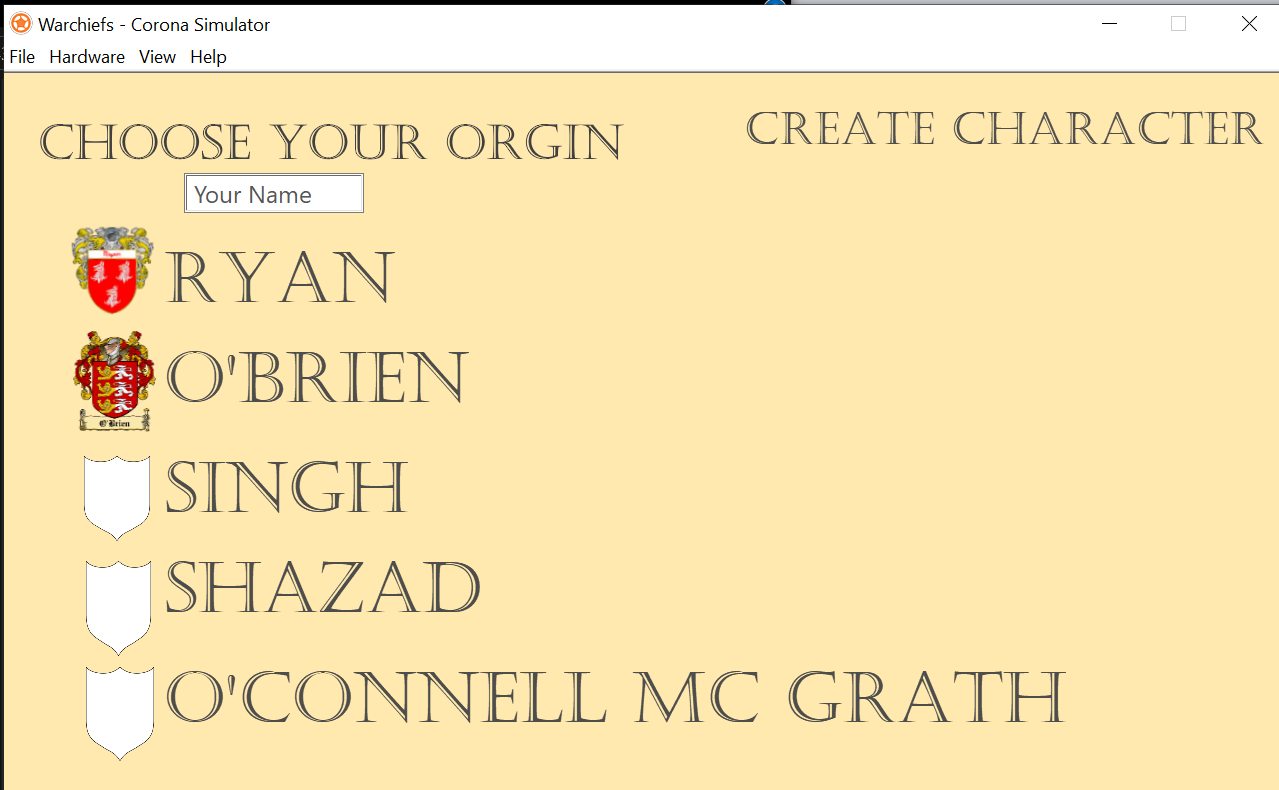 Warchiefs - Corona Simulator
File Hardware View Help
CHOOSE YOUR ORGIN
CREATE CHARACTER
Your Name
Ryan
RYAN
O'BRIEN
O'Brien
SINGH
SHAZAD
O'CONNELL MC GRATH